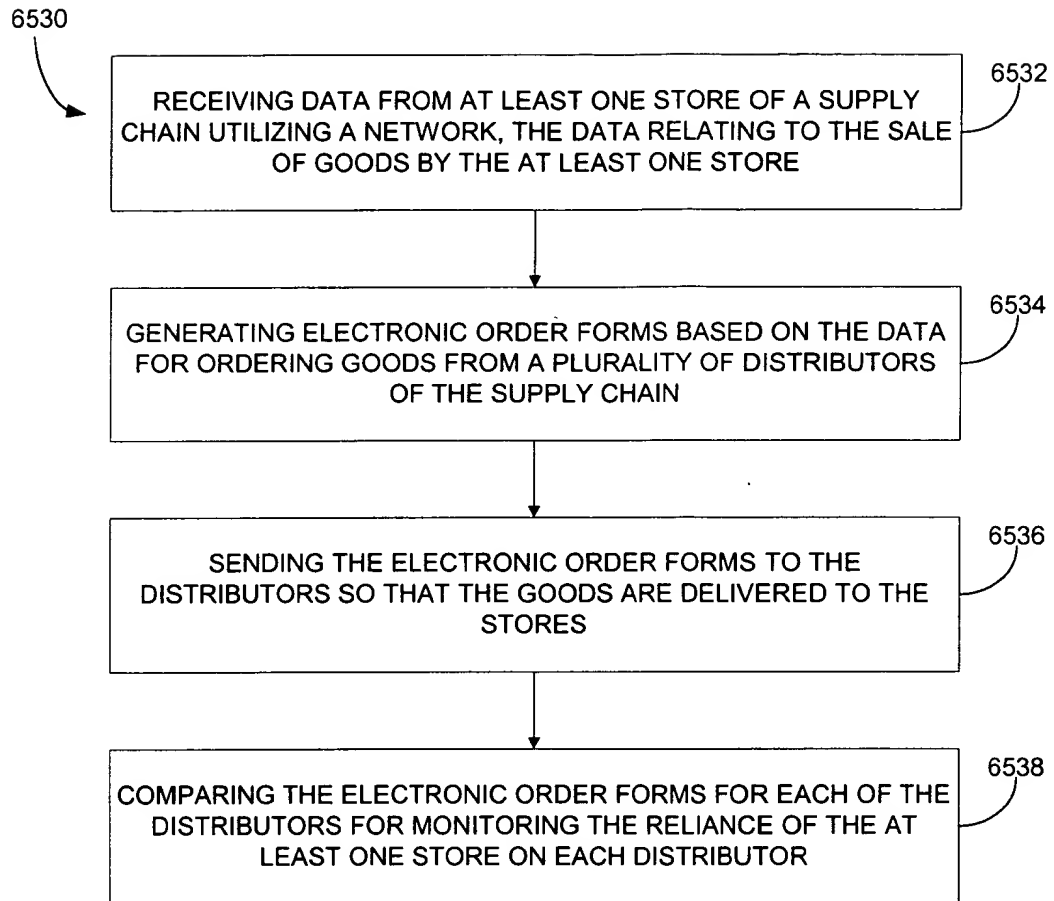 6530
6532
RECEIVING DATA FROM AT LEAST ONE STORE OF A SUPPLY
CHAIN UTILIZING A NETWORK, THE DATA RELATING TO THE SALE
OF GOODS BY THE AT LEAST ONE STORE
6534
GENERATING ELECTRONIC ORDER FORMS BASED ON THE DATA
FOR ORDERING GOODS FROM A PLURALITY OF DISTRIBUTORS
OF THE SUPPLY CHAIN
6536
SENDING THE ELECTRONIC ORDER FORMS TO THE
DISTRIBUTORS SO THAT THE GOODS ARE DELIVERED TO THE
STORES
6538
COMPARING THE ELECTRONIC ORDER FORMS FOR EACH OF THE
DISTRIBUTORS FOR MONITORING THE RELIANCE OF THE AT
LEAST ONE STORE ON EACH DISTRIBUTOR